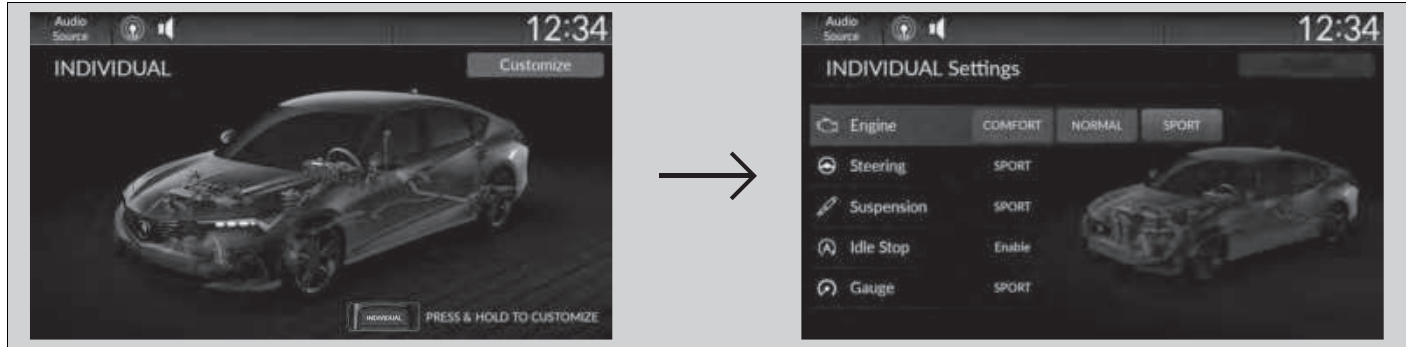 Audio
Source
12:34
INDIVIDUAL
Customize
INDIVIDUAL
PRESS & HOLD TO CUSTOMIZE
Audio
Source
12:34
INDIVIDUAL Settings
Engine COMFORT NORMAL SPORT
Steering SPORT
Suspension SPORT
Idle Stop Enable
Gauge SPORT